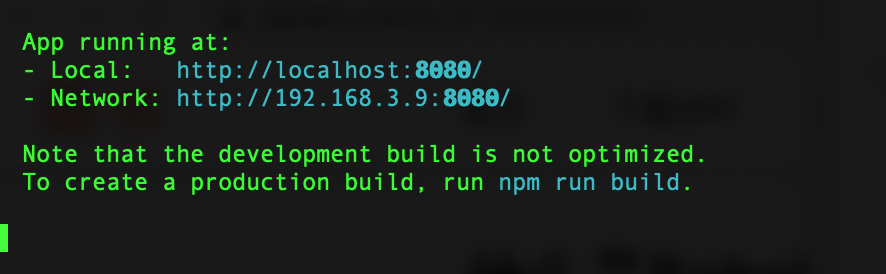 App running at:
- Local:   http://localhost:8080/
- Network: http://192.168.3.9:8080/
Note that the development build is not optimized.
To create a production build, run npm run build.